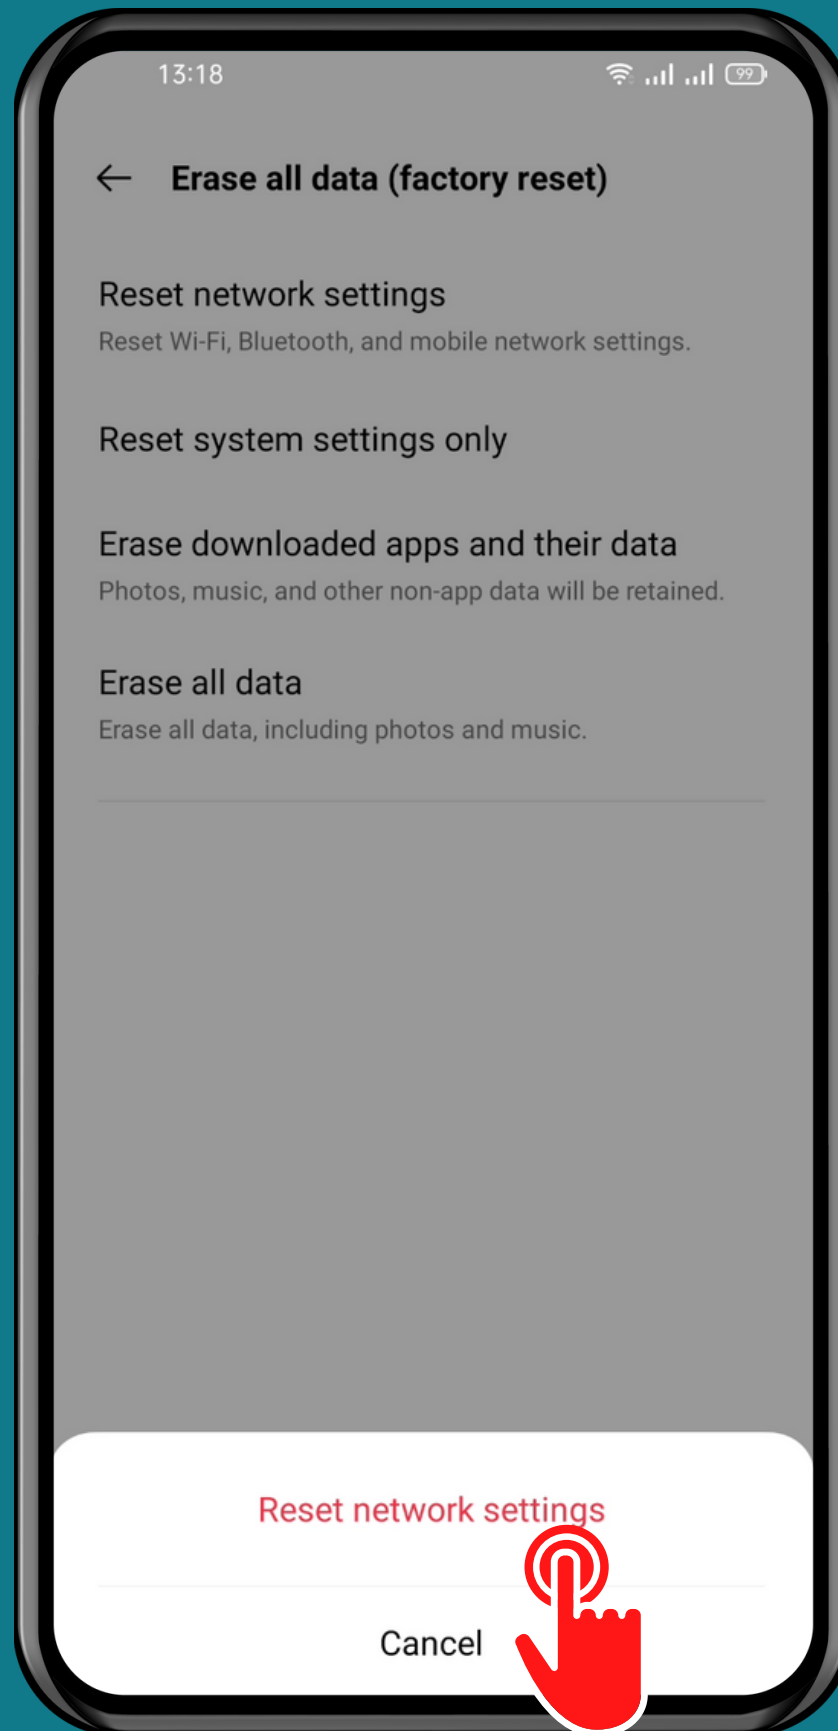 13:18
99
Erase all data (factory reset)
Reset network settings
Reset Wi-Fi, Bluetooth, and mobile network settings.
Reset system settings only
Erase downloaded apps and their data
Photos, music, and other non-app data will be retained.
Erase all data
Erase all data, including photos and music.
Reset network settings
Cancel